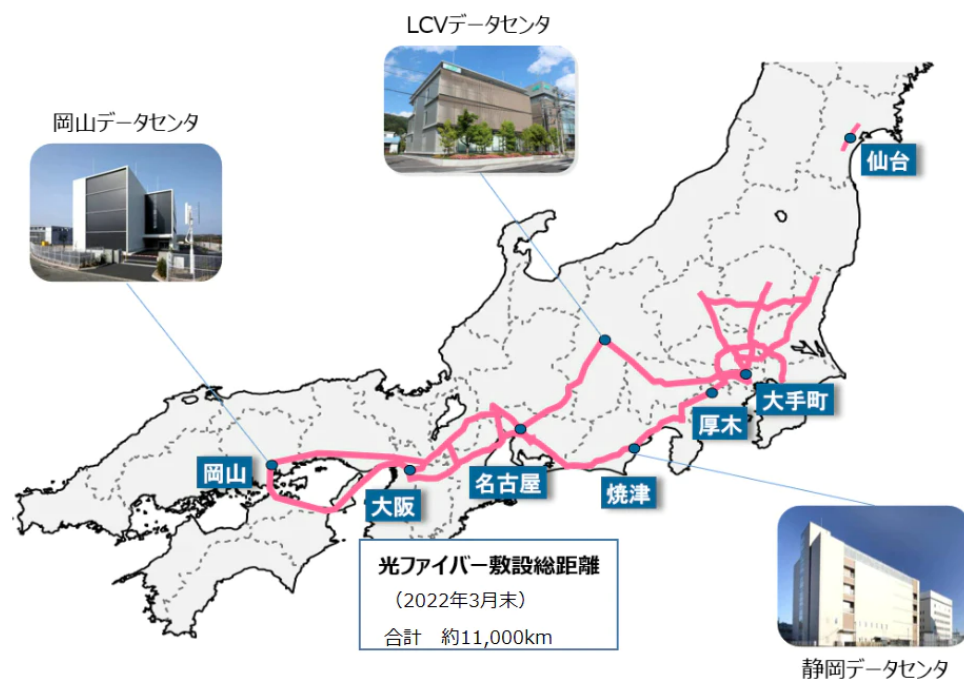 LCVデータセンタ
岡山データセンタ
仙台
大手町
厚木
岡山
大阪
名古屋
焼津
光ファイバー敷設総距離
（2022年3月末）
合計　約11,000km
静岡データセンタ